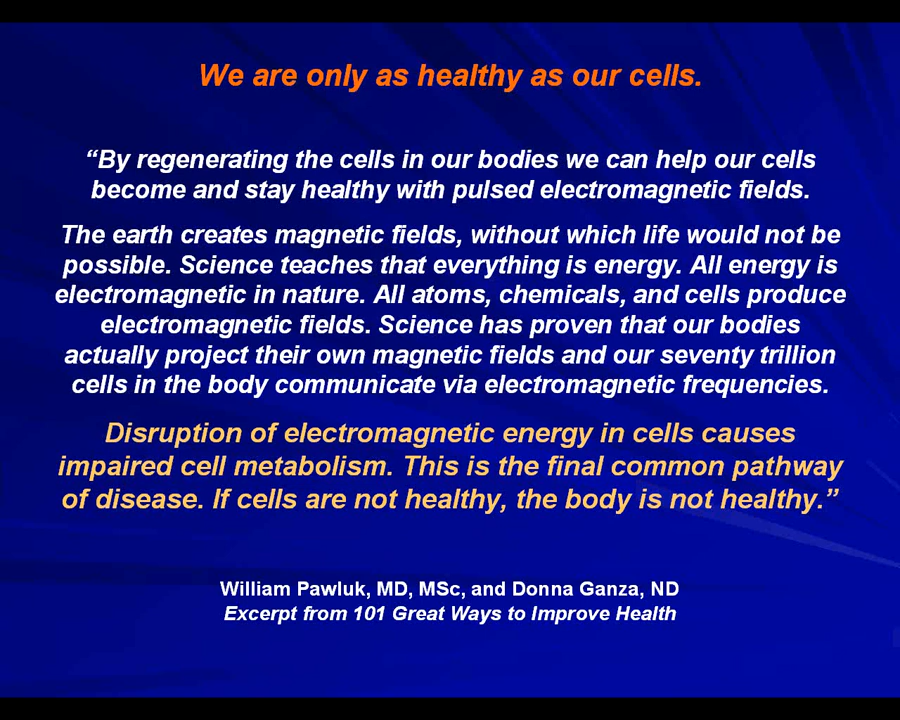 We are only as healthy as our cells.
“By regenerating the cells in our bodies we can help our cells
become and stay healthy with pulsed electromagnetic fields.
The earth creates magnetic fields, without which life would not be
possible. Science teaches that everything is energy. All energy is
electromagnetic in nature. All atoms, chemicals, and cells produce
electromagnetic fields. Science has proven that our bodies
actually project their own magnetic fields and our seventy trillion
cells in the body communicate via electromagnetic frequencies.
Disruption of electromagnetic energy in cells causes
impaired cell metabolism. This is the final common pathway
of disease. If cells are not healthy, the body is not healthy.”
William Pawluk, MD, MSc, and Donna Ganza, ND
Excerpt from 101 Great Ways to Improve Health